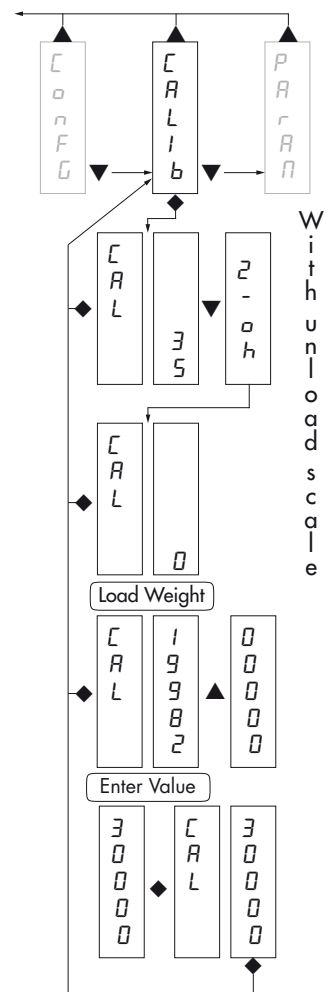 ConFG
CALIb
PArAM
With unload scale
CAL
35
2-oh
CAL
0
Load Weight
CAL
19982
00000
Enter Value
30000
CAL
30000